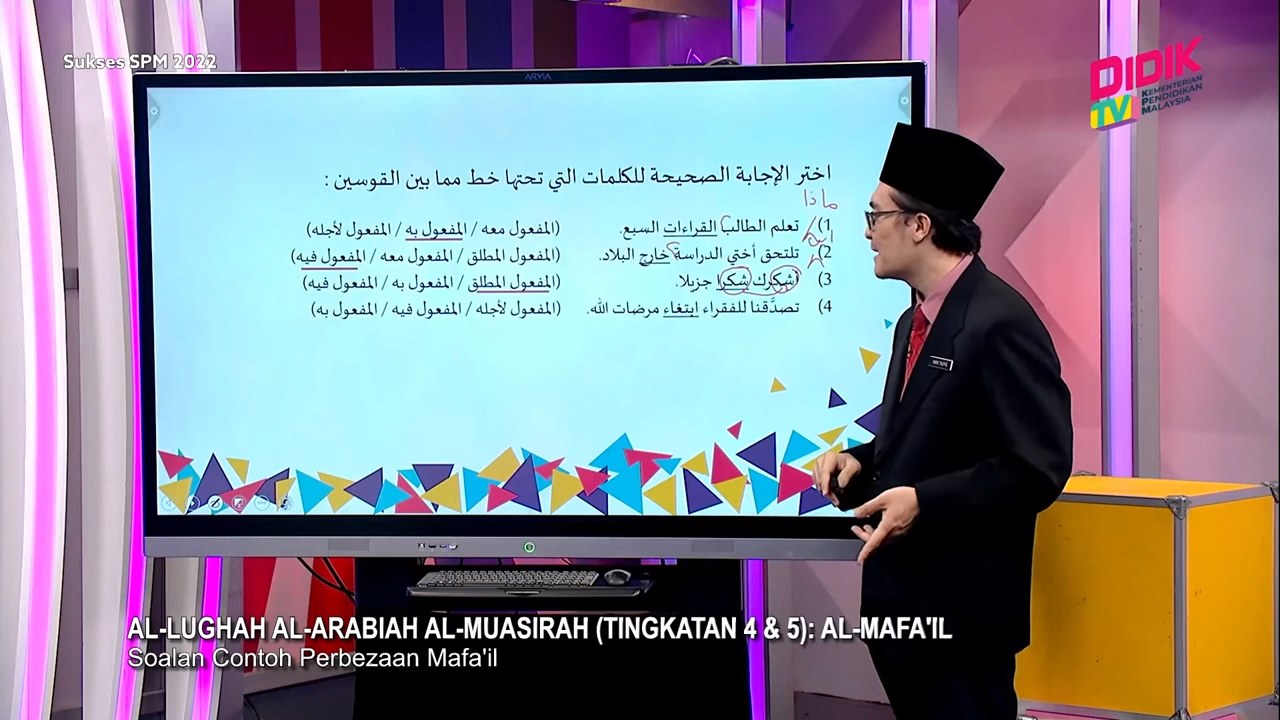 Sukses SPM 2022
ARVIA
DIDIK
TV KEMENTERIAN
PENDIDIKAN
MALAYSIA
اختر الإجابة الصحيحة للكلمات التي تحتها خط مما بين القوسين :
ماذا
1) تعلم الطالب القراءات السبع. (المفعول معه / المفعول به / المفعول لأجله)
2) تلتحق أختي الدراسة خارج البلاد. (المفعول المطلق / المفعول معه / المفعول فيه)
3) أشكرك شكرا جزيلا. (المفعول المطلق / المفعول به / المفعول فيه)
4) تصدَّقنا للفقراء ابتغاء مرضات الله. (المفعول لأجله / المفعول فيه / المفعول به)
AL-LUGHAH AL-ARABIAH AL-MUASIRAH (TINGKATAN 4 & 5): AL-MAFA'IL
Soalan Contoh Perbezaan Mafa'il